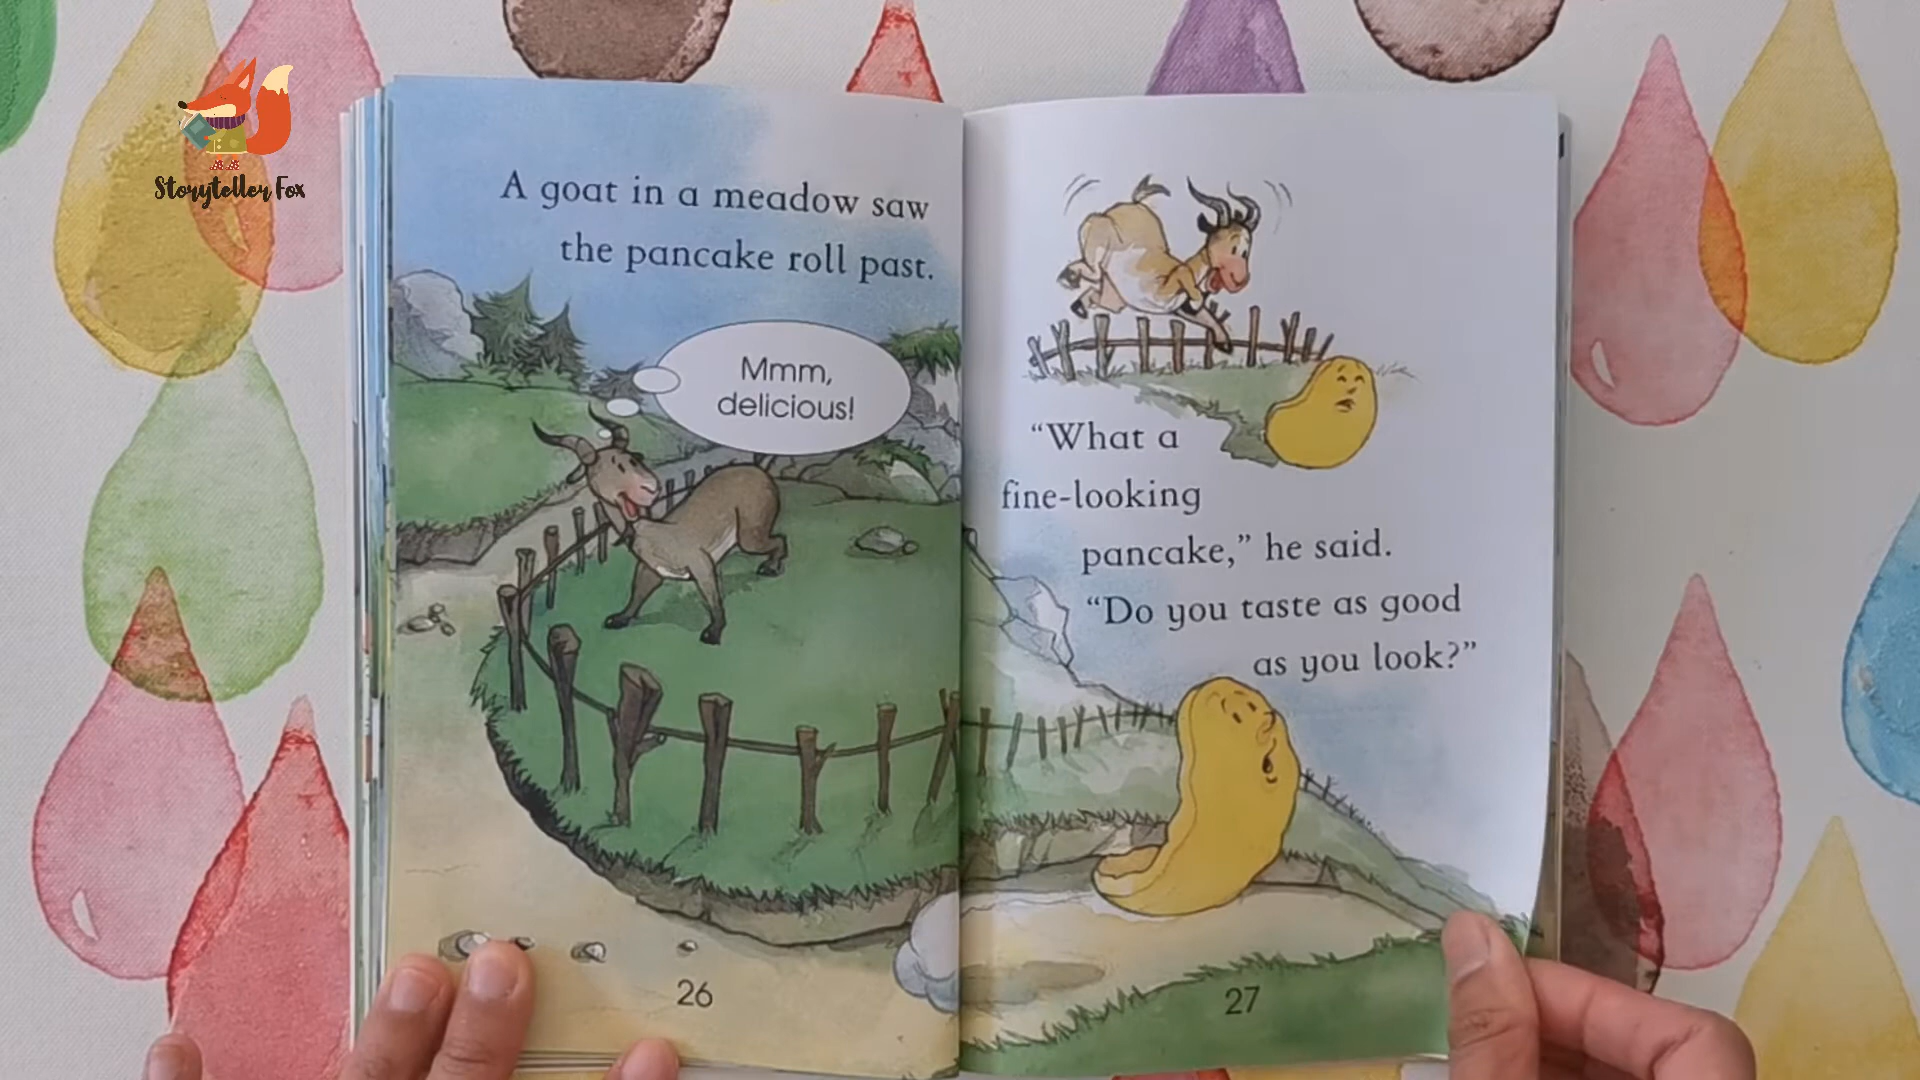 Storyteller Fox
A goat in a meadow saw
the pancake roll past.
Mmm,
delicious!
26
“What a
fine-looking
pancake,” he said.
“Do you taste as good
as you look?”
27